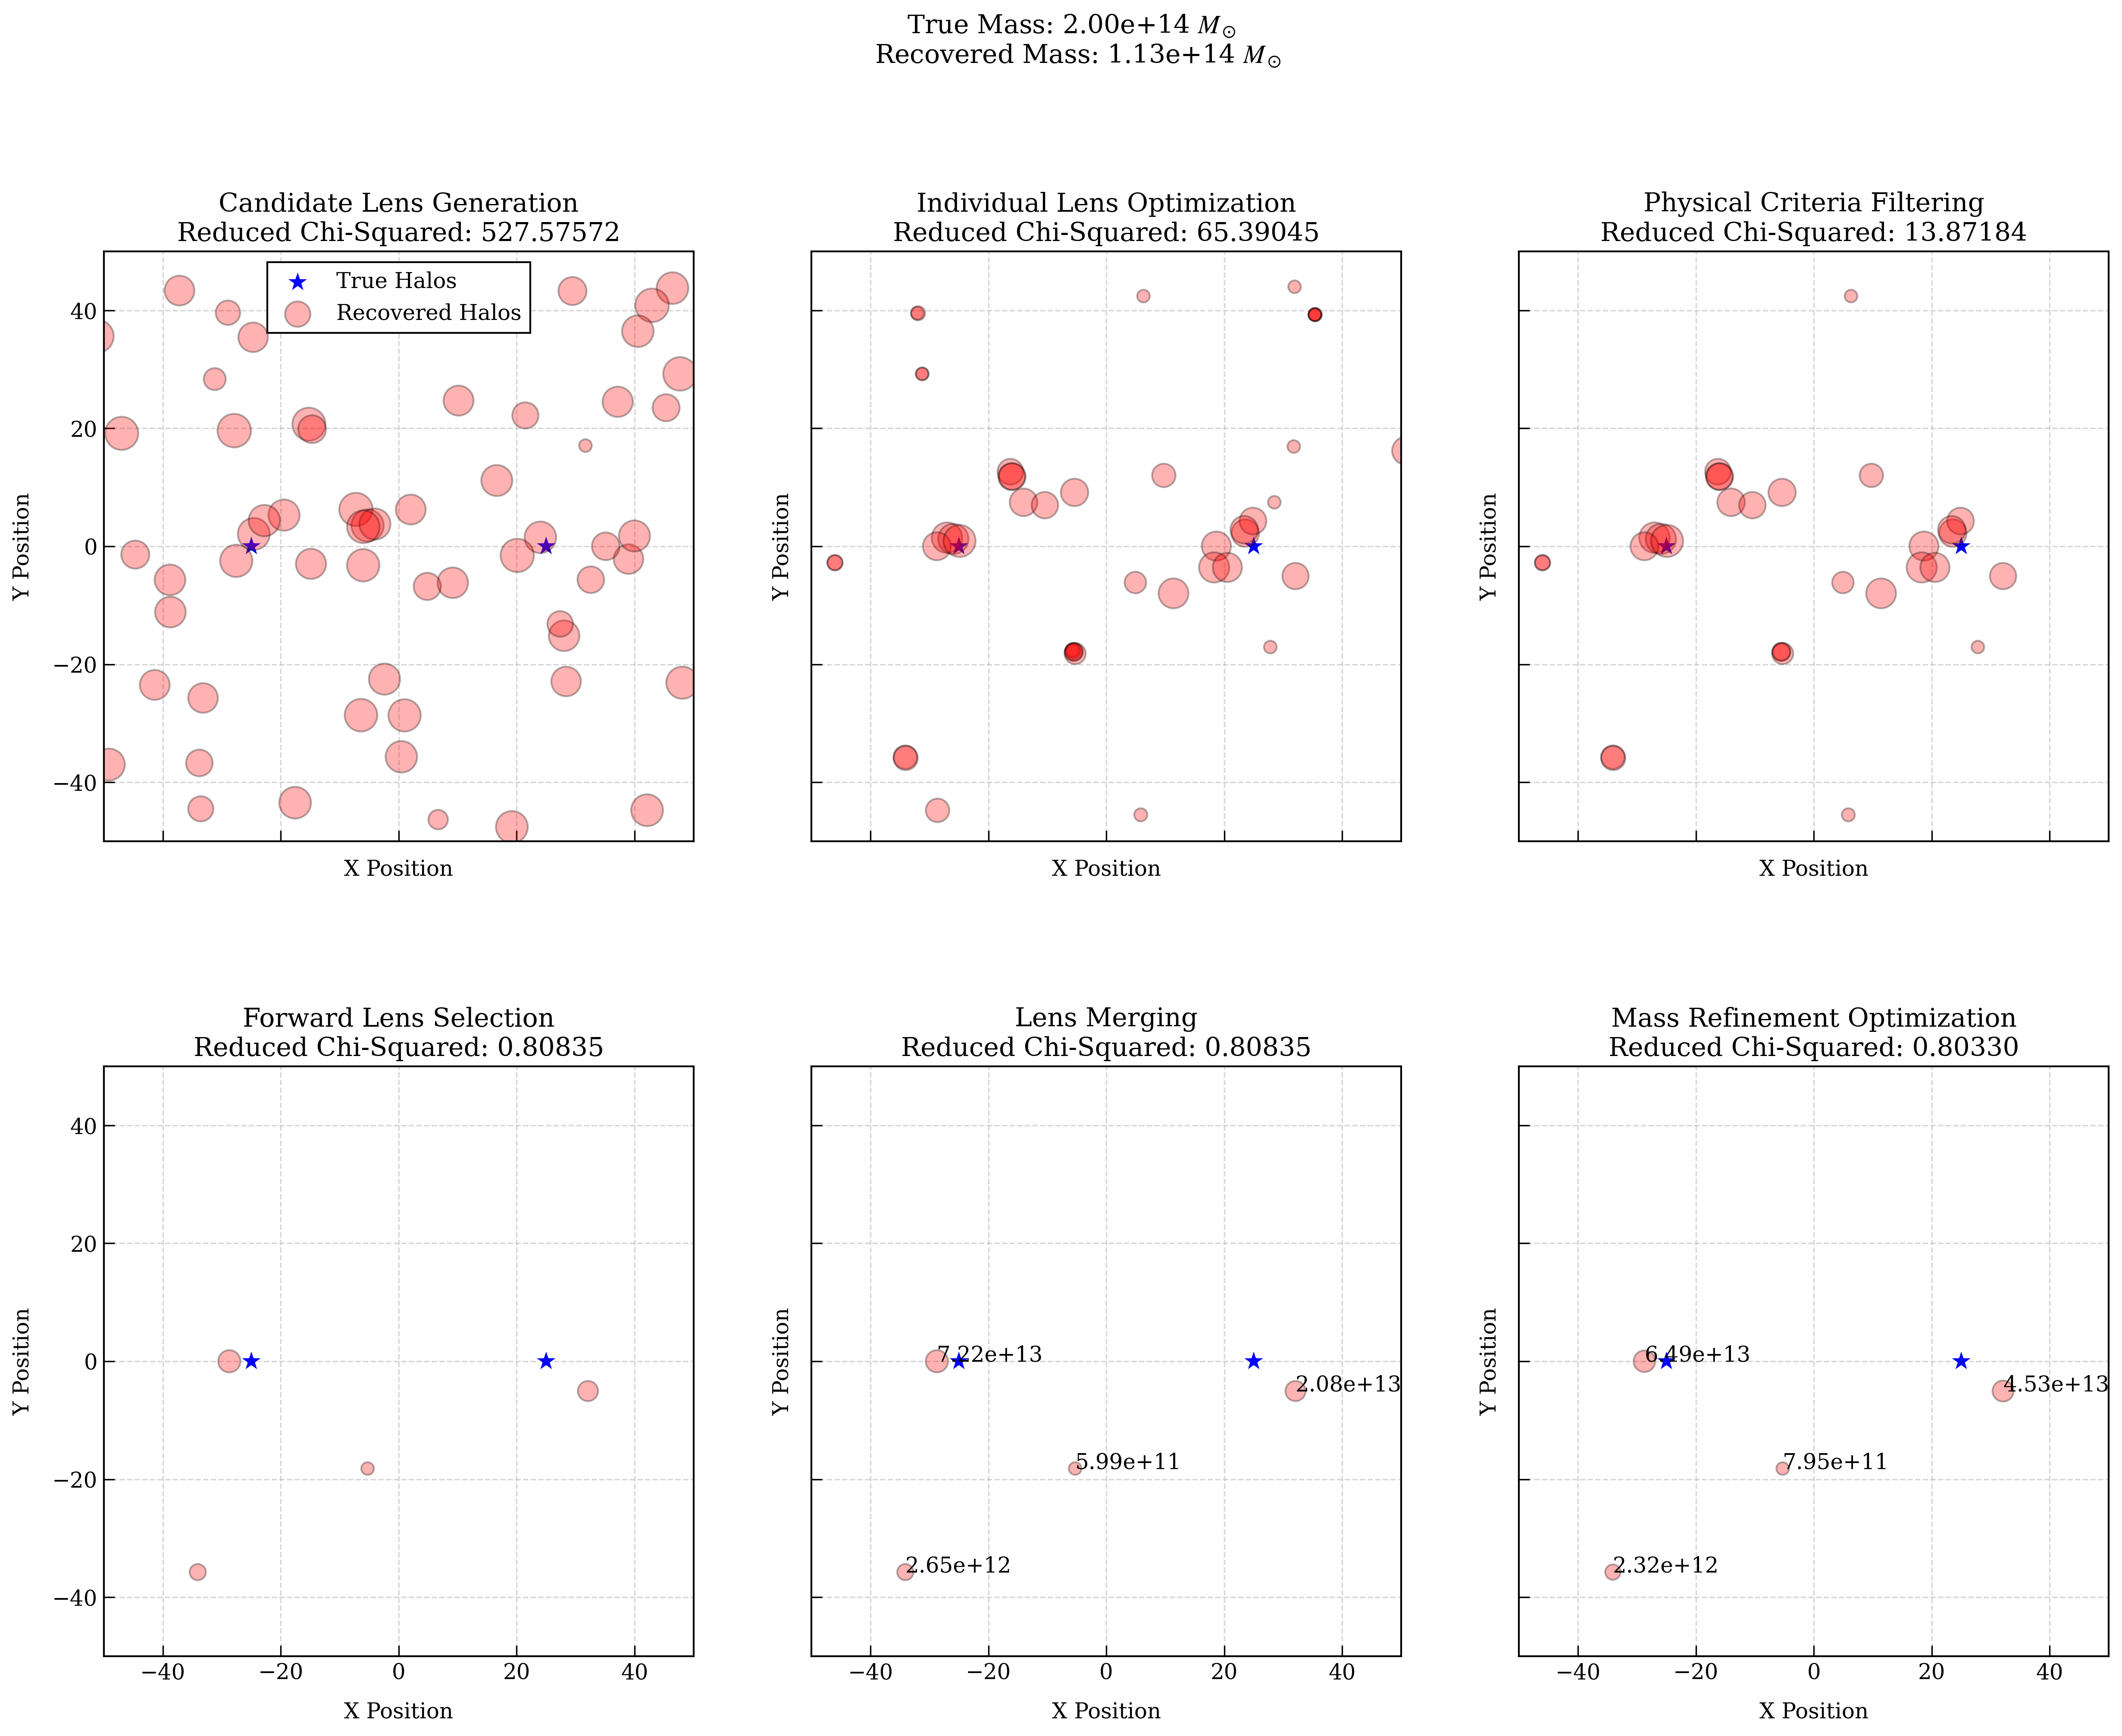 True Mass: 2.00e+14 M⊙
Recovered Mass: 1.13e+14 M⊙
Candidate Lens Generation
Reduced Chi-Squared: 527.57572
True Halos
Recovered Halos
40
20
0
−20
−40
Y Position
X Position
Individual Lens Optimization
Reduced Chi-Squared: 65.39045
Y Position
X Position
Physical Criteria Filtering
Reduced Chi-Squared: 13.87184
Y Position
X Position
Forward Lens Selection
Reduced Chi-Squared: 0.80835
40
20
0
−20
−40
Y Position
−40 −20 0 20 40
X Position
Lens Merging
Reduced Chi-Squared: 0.80835
7.22e+13
2.08e+13
5.99e+11
2.65e+12
Y Position
−40 −20 0 20 40
X Position
Mass Refinement Optimization
Reduced Chi-Squared: 0.80330
6.49e+13
4.53e+13
7.95e+11
2.32e+12
Y Position
−40 −20 0 20 40
X Position